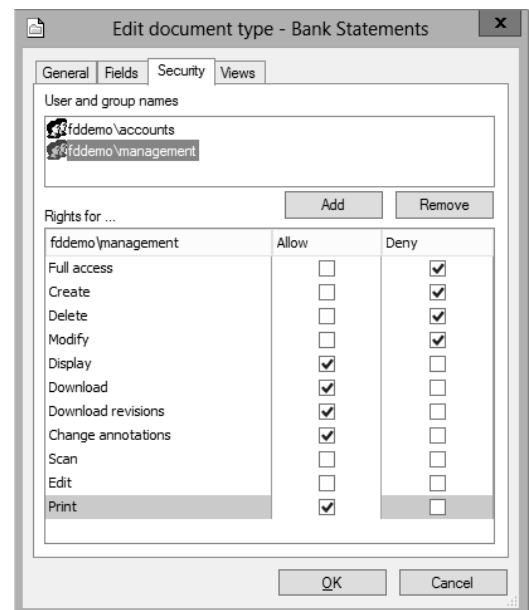 Edit document type - Bank Statements x
General Fields Security Views
User and group names
fddemo\accounts
fddemo\management
Add Remove
Rights for ...
fddemo\management Allow Deny
Full access
Create
Delete
Modify
Display
Download
Download revisions
Change annotations
Scan
Edit
Print
OK Cancel